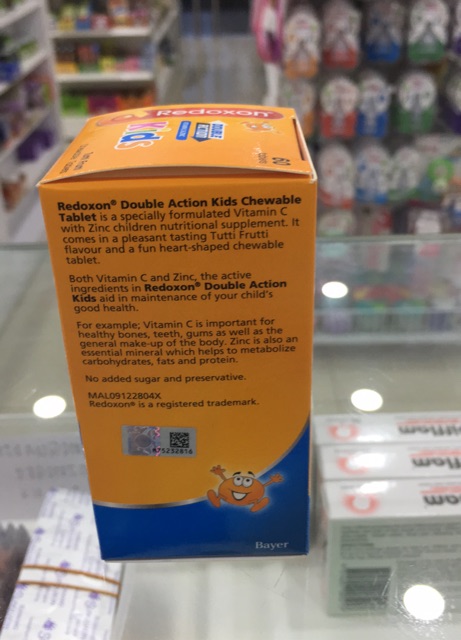 Redoxon®
DOUBLE
ACTION
Kids
60
Redoxon® Double Action Kids Chewable
Tablet is a specially formulated Vitamin C
with Zinc children nutritional supplement. It
comes in a pleasant tasting Tutti Frutti
flavour and a fun heart-shaped chewable
tablet.
Both Vitamin C and Zinc, the active
ingredients in Redoxon® Double Action
Kids aid in maintenance of your child's
good health.
For example; Vitamin C is important for
healthy bones, teeth, gums as well as the
general make-up of the body. Zinc is also an
essential mineral which helps to metabolize
carbohydrates, fats and protein.
No added sugar and preservative.
MAL09122804X
Redoxon® is a registered trademark.
Bayer